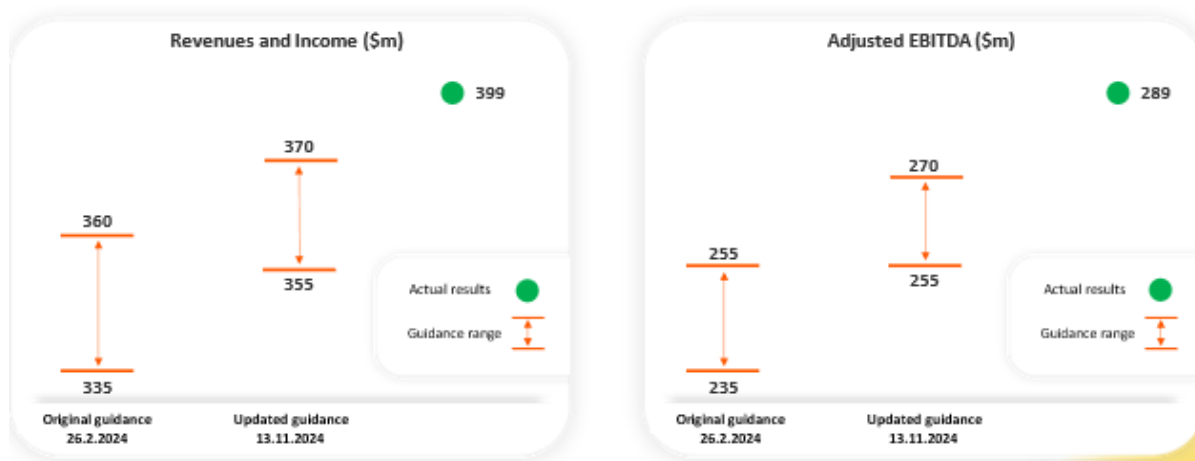 Revenues and Income ($m)
399
370
360
355
335
Actual results
Guidance range
Original guidance
26.2.2024
Updated guidance
13.11.2024
Adjusted EBITDA ($m)
289
270
255
255
235
Actual results
Guidance range
Original guidance
26.2.2024
Updated guidance
13.11.2024